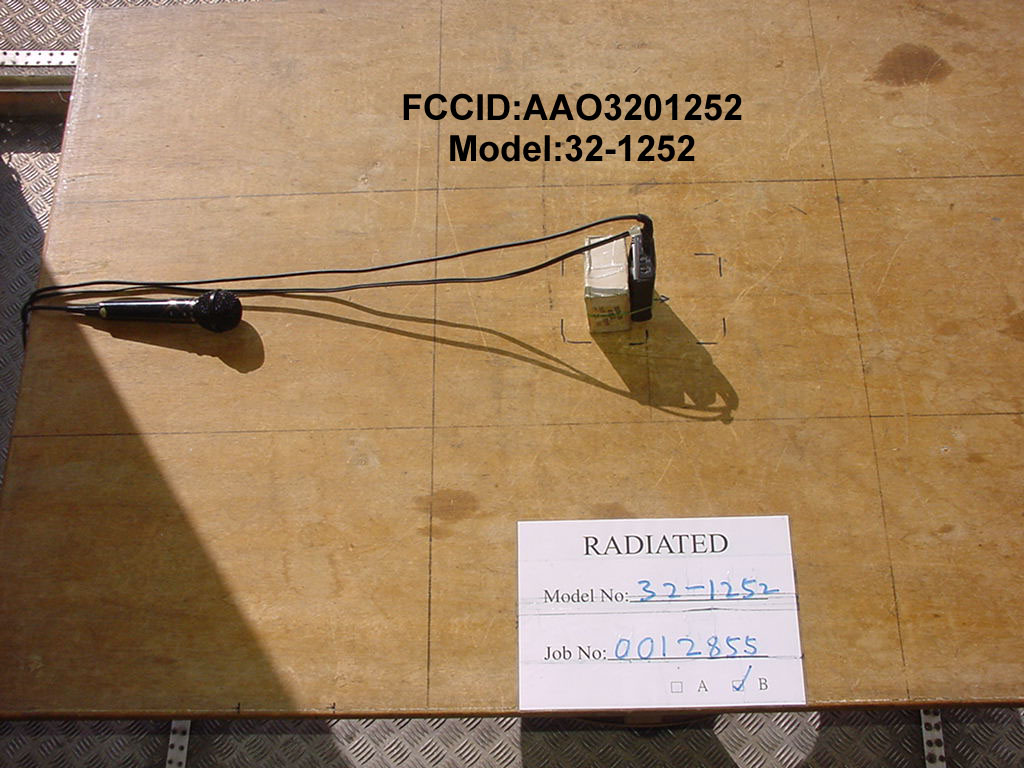 FCCID:AAO3201252
Model:32-1252
RADIATED
Model No: 32-1252
Job No: 0012855
☐ A ☑ B